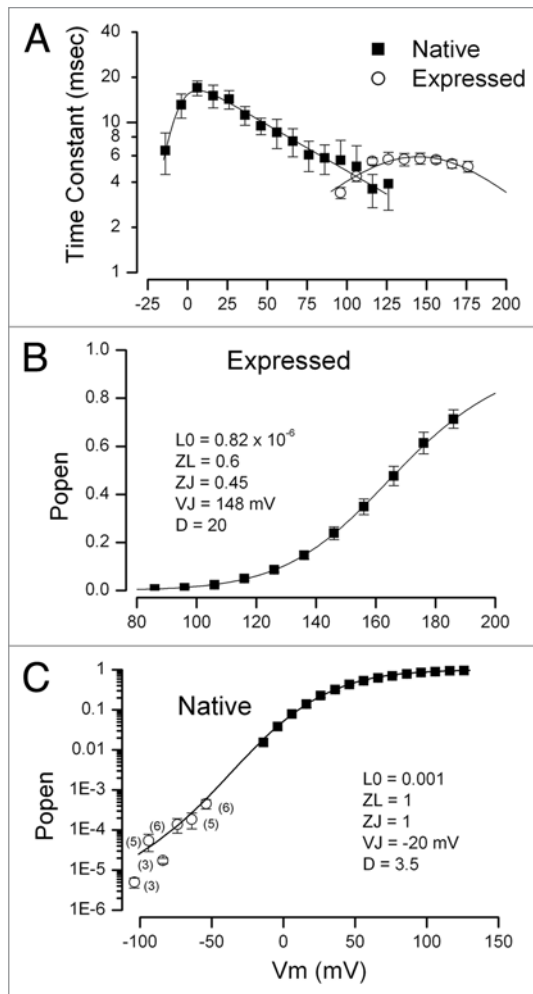 A
Time Constant (msec)
40
20
10
8
6
4
2
1
Native
Expressed
-25 0 25 50 75 100 125 150 175 200
B
Expressed
Popen
1.0
0.8
0.6
0.4
0.2
0.0
L0 = 0.82 x 10-6
ZL = 0.6
ZJ = 0.45
VJ = 148 mV
D = 20
80 100 120 140 160 180 200
C
Native
Popen
1
0.1
0.01
1E-3
1E-4
1E-5
1E-6
(6)
(6)
(5)
(5)
(3)
(3)
L0 = 0.001
ZL = 1
ZJ = 1
VJ = -20 mV
D = 3.5
-100 -50 0 50 100 150
Vm (mV)